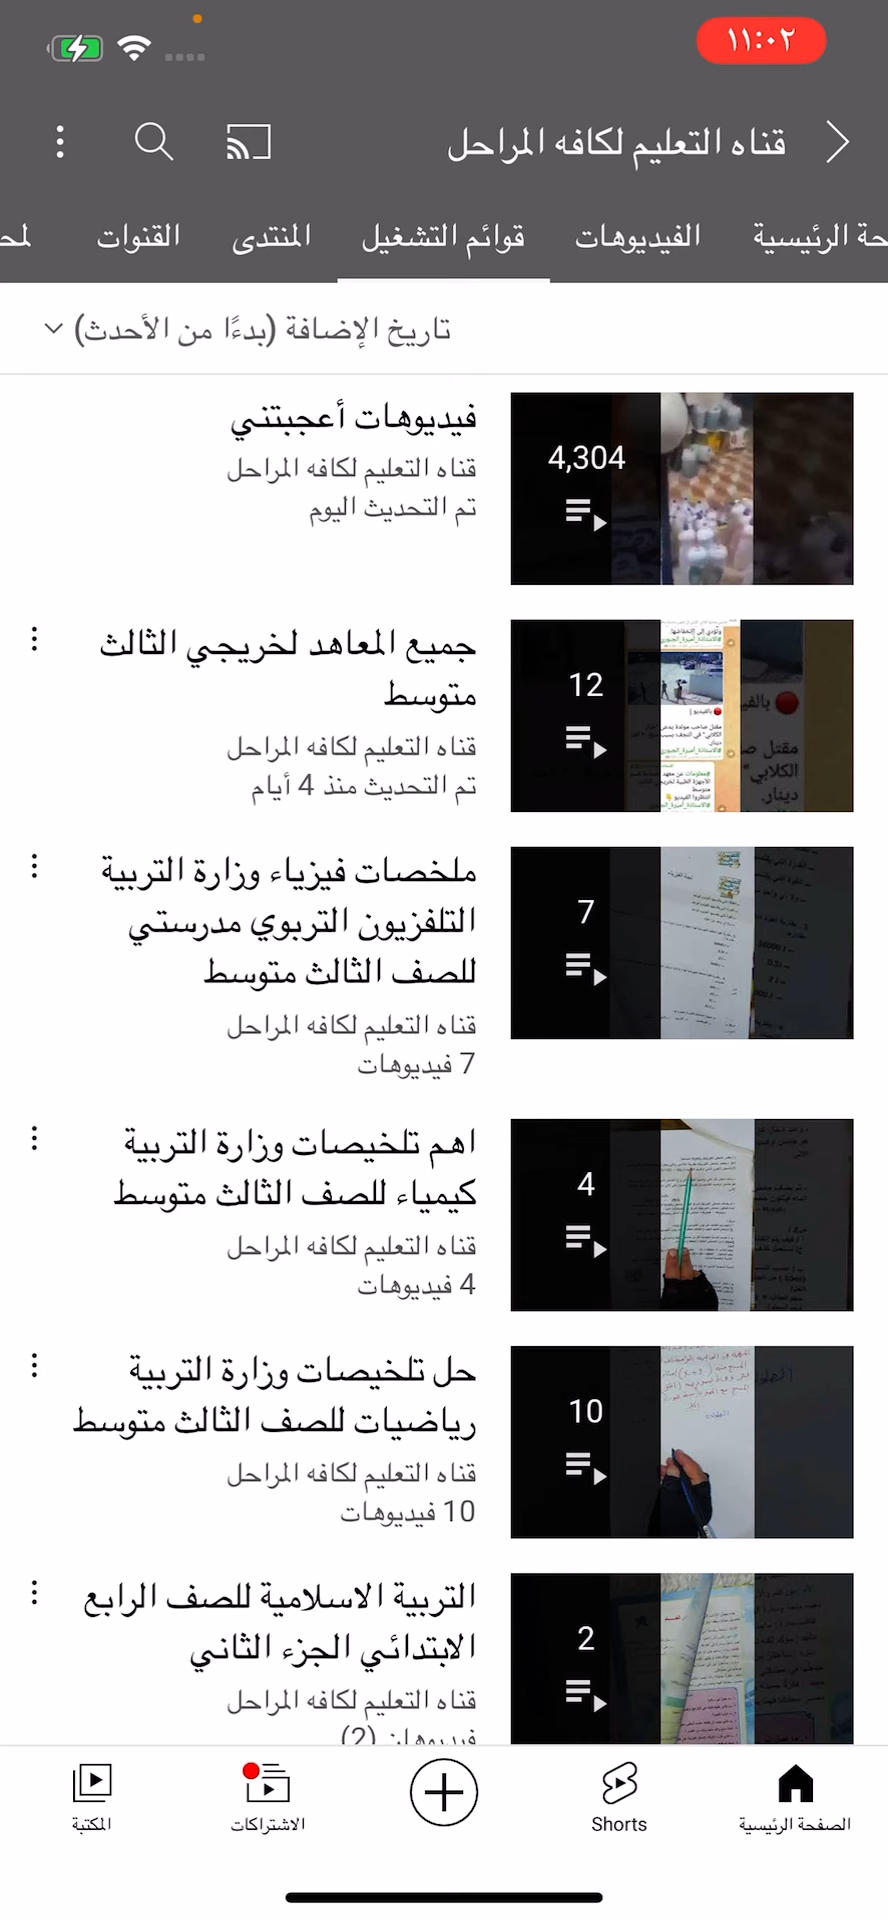 ١١:٠٢
قناه التعليم لكافه المراحل
حة الرئيسية
الفيديوهات
قوائم التشغيل
المنتدى
القنوات
لمح
تاريخ الإضافة (بدءًا من الأحدث)
4,304
فيديوهات أعجبتني
قناه التعليم لكافه المراحل
تم التحديث اليوم
12
جميع المعاهد لخريجي الثالث
متوسط
قناه التعليم لكافه المراحل
تم التحديث منذ 4 أيام
7
ملخصات فيزياء وزارة التربية
التلفزيون التربوي مدرستي
للصف الثالث متوسط
قناه التعليم لكافه المراحل
7 فيديوهات
4
اهم تلخيصات وزارة التربية
كيمياء للصف الثالث متوسط
قناه التعليم لكافه المراحل
4 فيديوهات
10
حل تلخيصات وزارة التربية
رياضيات للصف الثالث متوسط
قناه التعليم لكافه المراحل
10 فيديوهات
2
التربية الاسلامية للصف الرابع
الابتدائي الجزء الثاني
قناه التعليم لكافه المراحل
فيديوهان (2)
الصفحة الرئيسية
Shorts
الاشتراكات
المكتبة